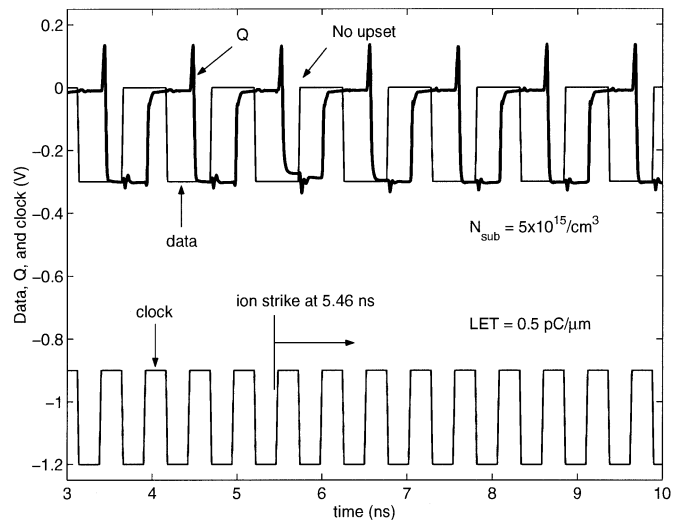 0.2
0
−0.2
−0.4
−0.6
−0.8
−1
−1.2
Data, Q, and clock (V)
Q
No upset
data
N_sub = 5x10^15/cm^3
clock
ion strike at 5.46 ns
LET = 0.5 pC/μm
3 4 5 6 7 8 9 10
time (ns)